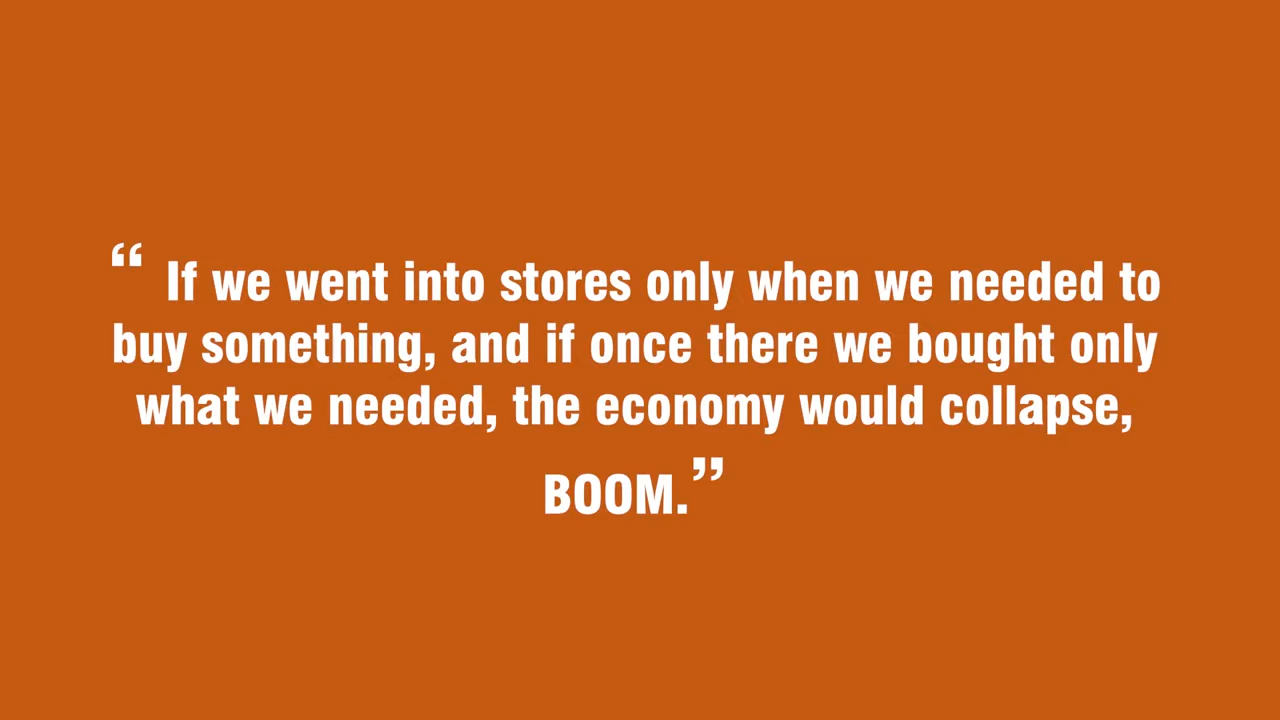 “ If we went into stores only when we needed to
buy something, and if once there we bought only
what we needed, the economy would collapse,
BOOM.”